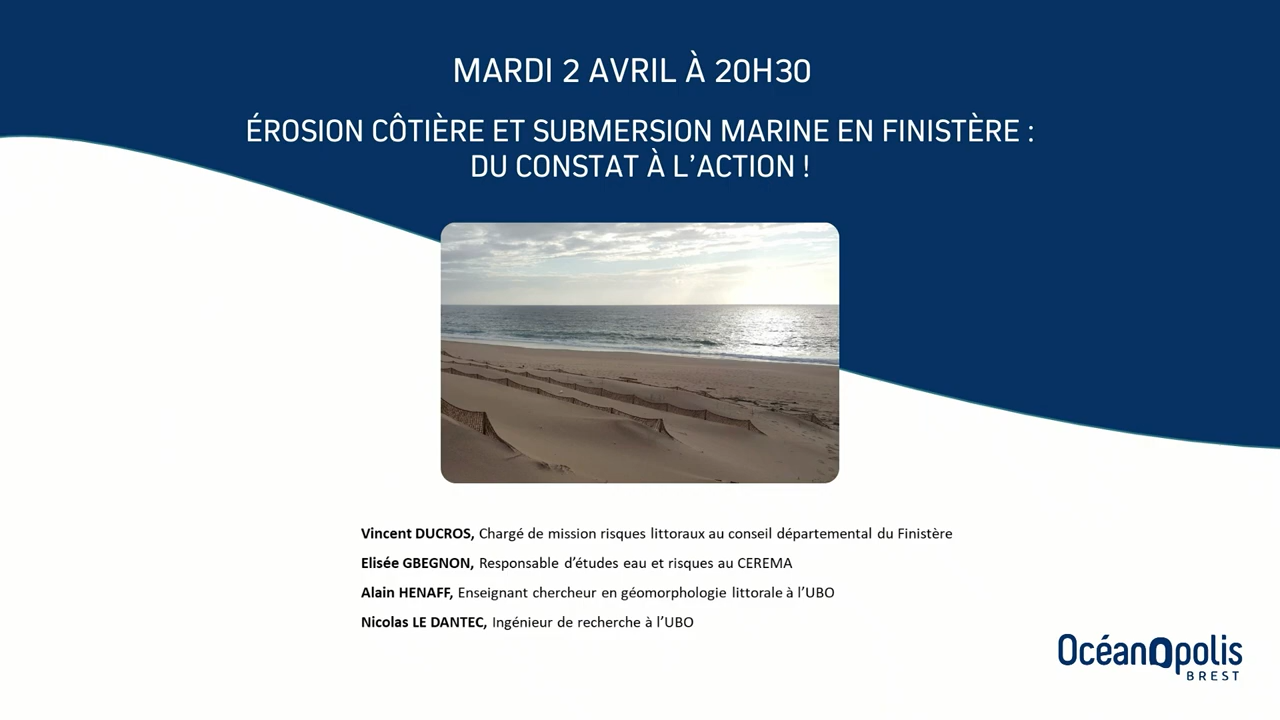 MARDI 2 AVRIL À 20H30
ÉROSION CÔTIÈRE ET SUBMERSION MARINE EN FINISTÈRE :
DU CONSTAT À L'ACTION !
Vincent DUCROS, Chargé de mission risques littoraux au conseil départemental du Finistère
Elisée GBEGNON, Responsable d'études eau et risques au CEREMA
Alain HENAFF, Enseignant chercheur en géomorphologie littorale à l'UBO
Nicolas LE DANTEC, Ingénieur de recherche à l'UBO
OcéanOpolis
BREST